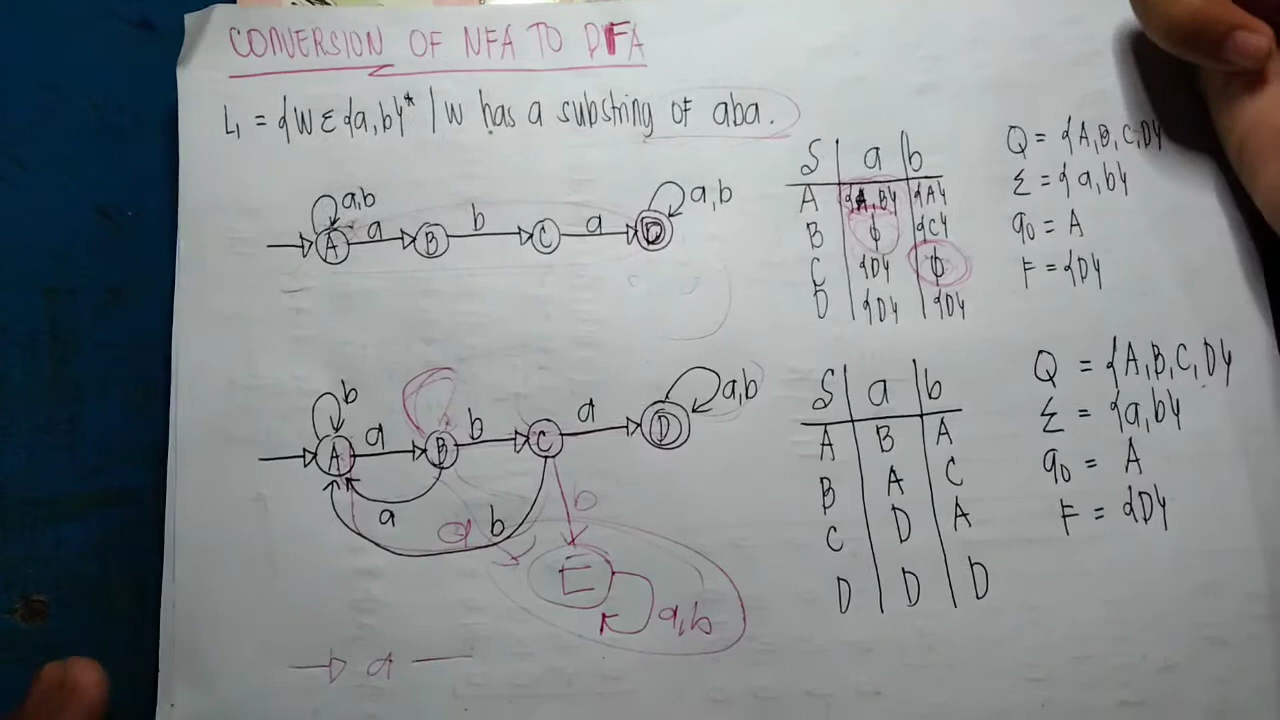 CONVERSION OF NFA TO DFA
L₁ = {W Σ {a,b}* / W has a substring of aba.
a,b
A a B b C a D a,b
S a b
A {A,B} {A}
B ϕ {C}
C {D} ϕ
D {D} {D}
Q = {A,B,C,D}
Σ = {a,b}
q₀ = A
F = {D}
b
A a B b C a D a,b
a b
a b
E a,b
a
S a b
A B A
B A C
C D A
D D D
Q = {A,B,C,D}
Σ = {a,b}
q₀ = A
F = {D}